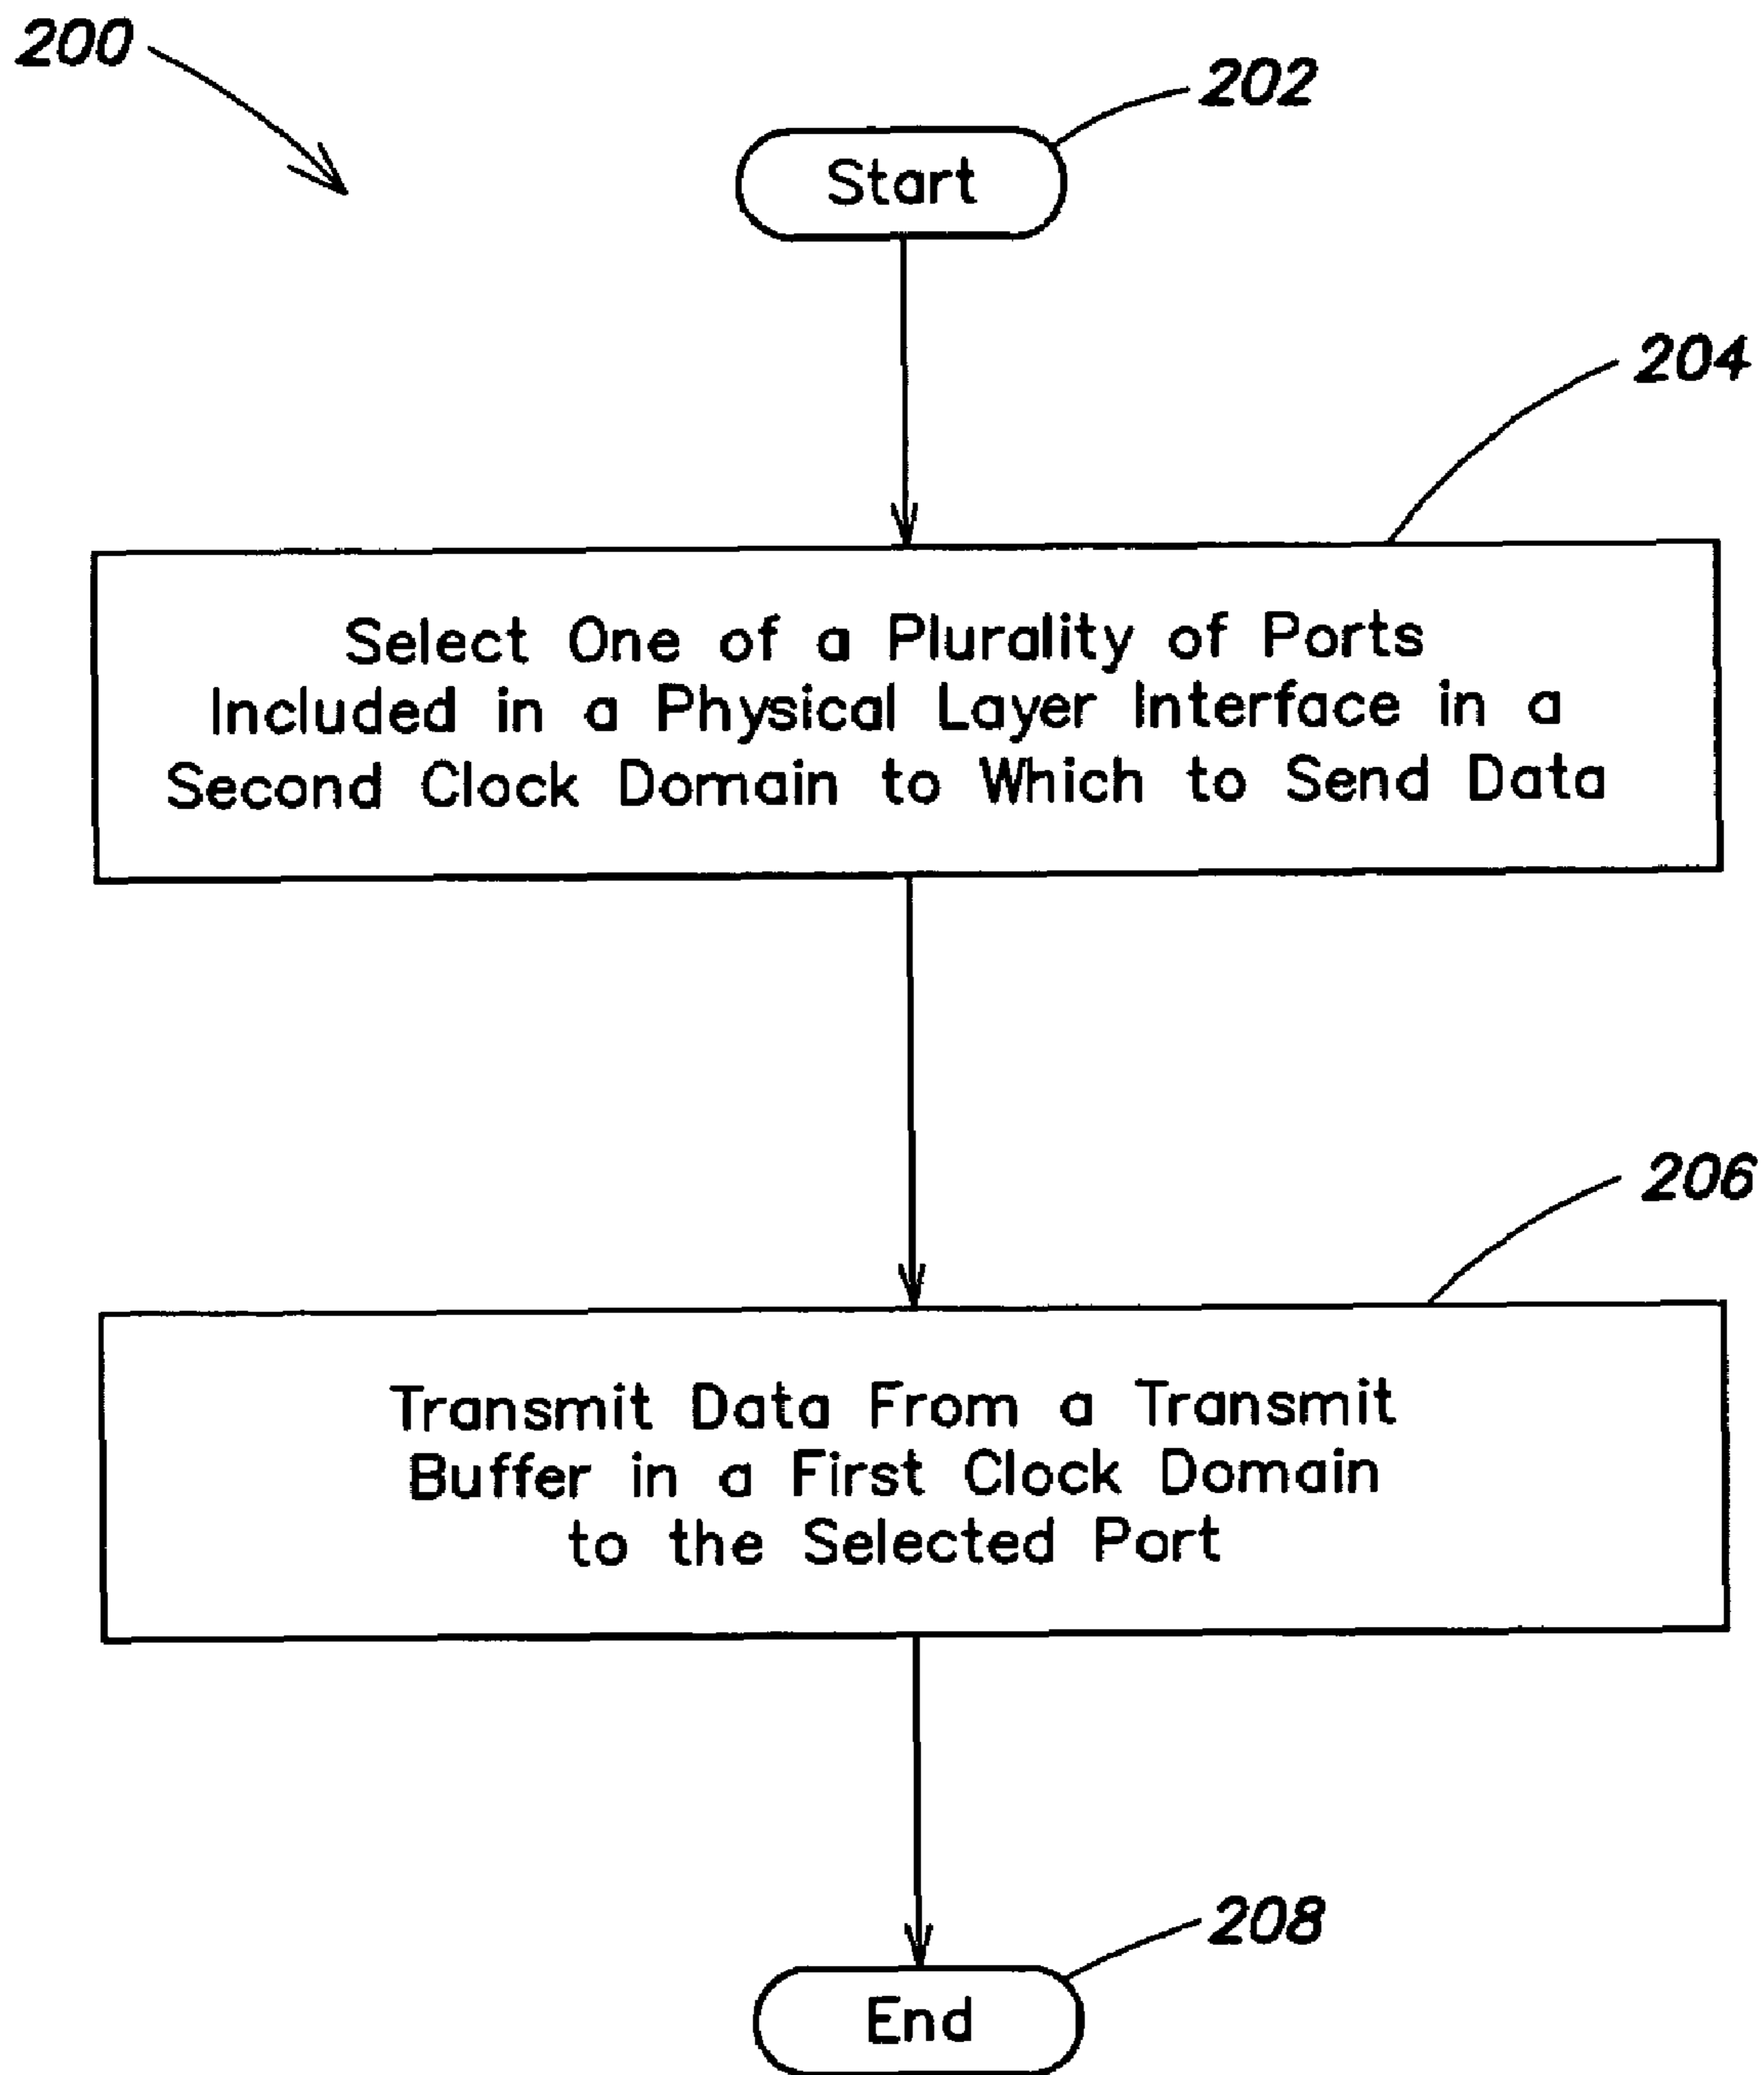 200
202
Start
204
Select One of a Plurality of Ports
Included in a Physical Layer Interface in a
Second Clock Domain to Which to Send Data
206
Transmit Data From a Transmit
Buffer in a First Clock Domain
to the Selected Port
208
End